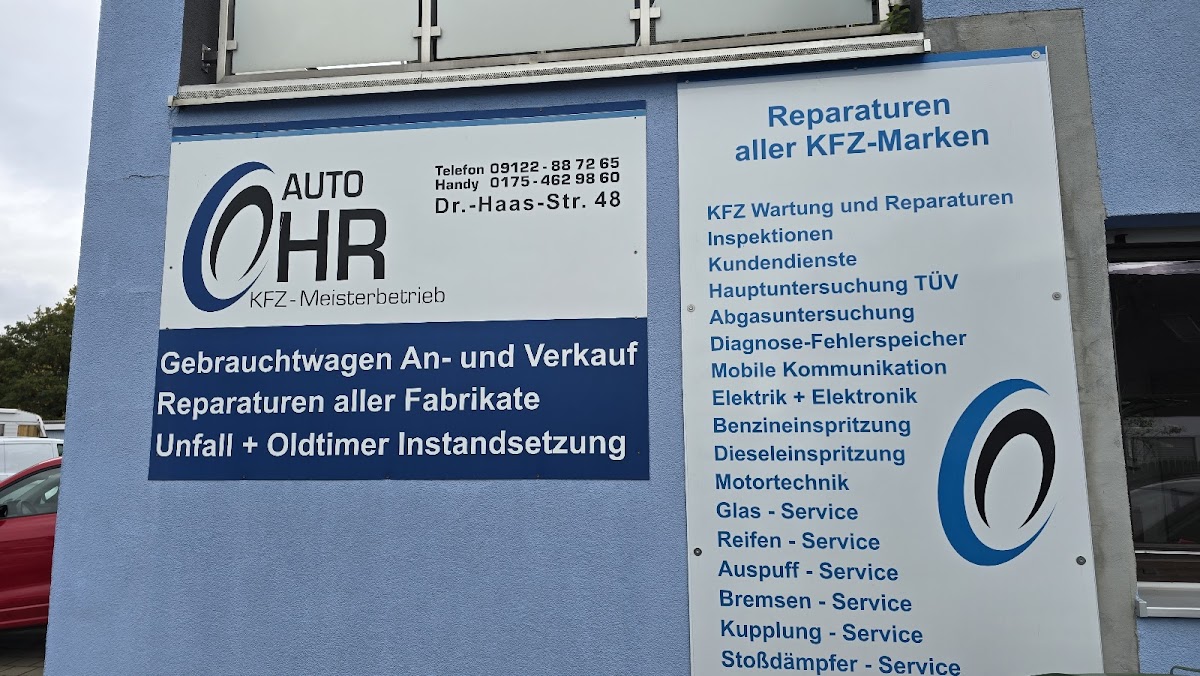 AUTO
OHR
KFZ-Meisterbetrieb
Telefon 09122-88 72 65
Handy 0175-462 98 60
Dr.-Haas-Str. 48
Gebrauchtwagen An- und Verkauf
Reparaturen aller Fabrikate
Unfall + Oldtimer Instandsetzung
Reparaturen
aller KFZ-Marken
KFZ Wartung und Reparaturen
Inspektionen
Kundendienste
Hauptuntersuchung TÜV
Abgasuntersuchung
Diagnose-Fehlerspeicher
Mobile Kommunikation
Elektrik + Elektronik
Benzineinspritzung
Dieseleinspritzung
Motortechnik
Glas - Service
Reifen - Service
Auspuff - Service
Bremsen - Service
Kupplung - Service
Stoßdämpfer - Service